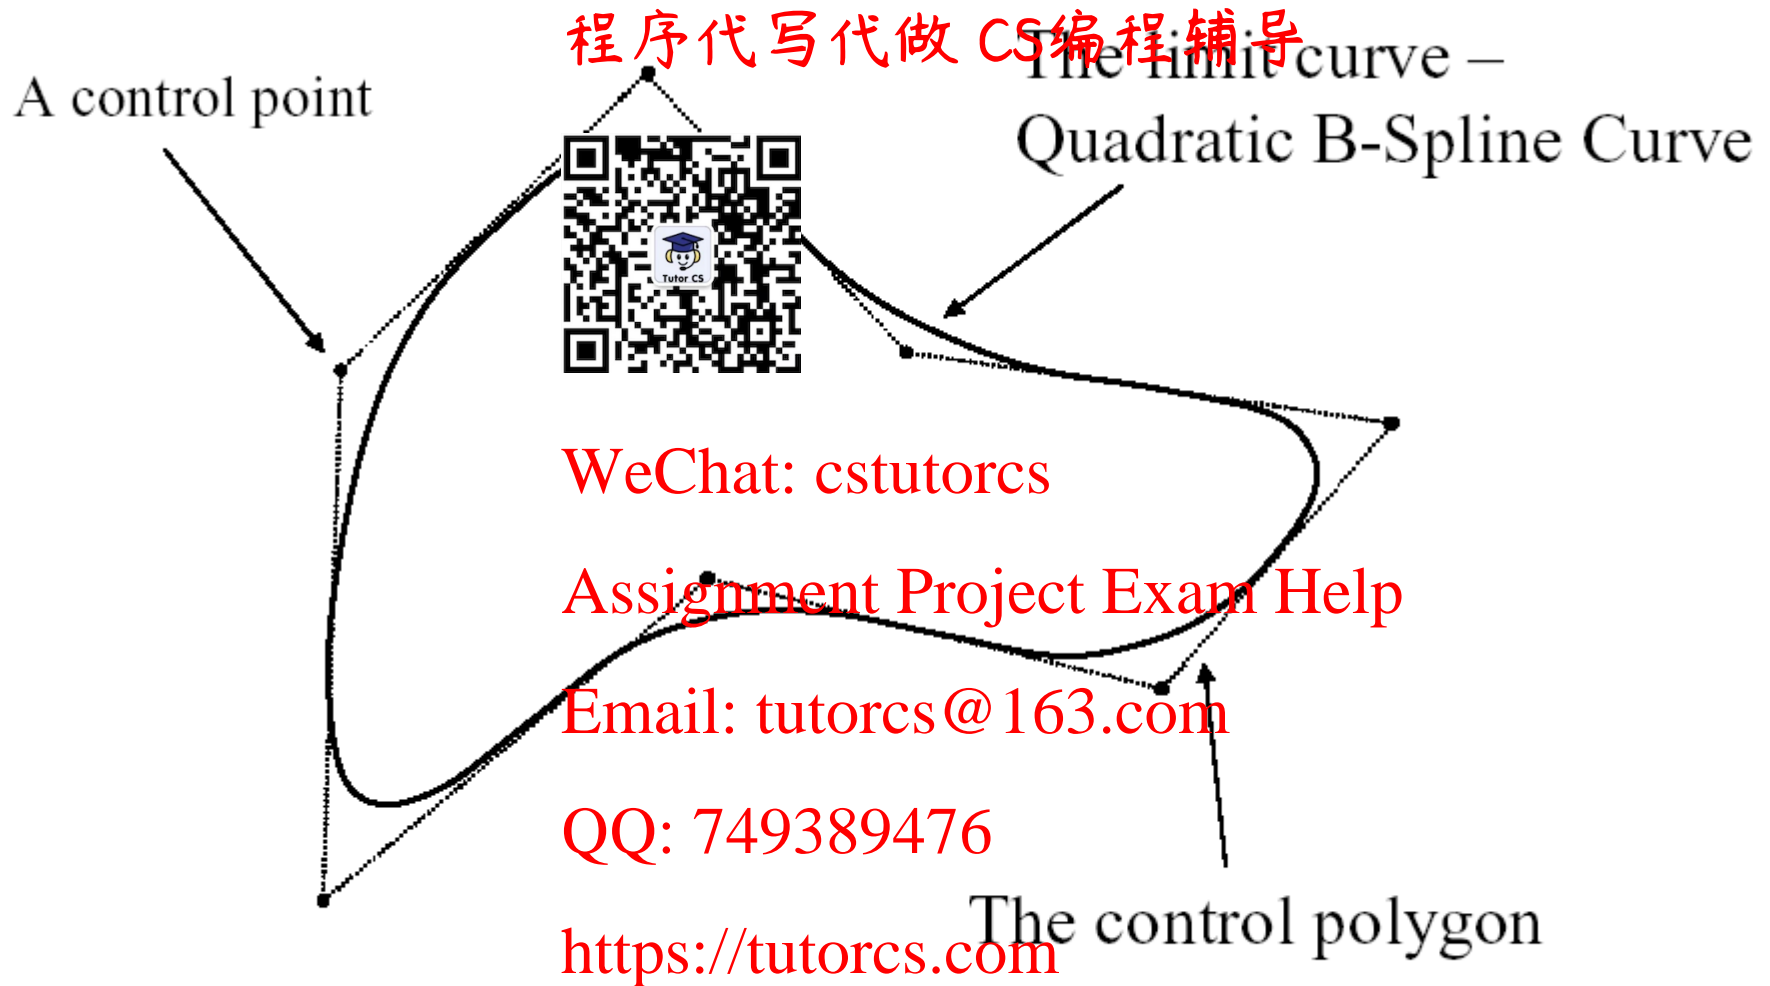 程序代写代做 CS编程辅导
The limit curve –
A control point
Quadratic B-Spline Curve
Tutor CS
WeChat: cstutorcs
Assignment Project Exam Help
Email: tutorcs@163.com
QQ: 749389476
The control polygon
https://tutorcs.com